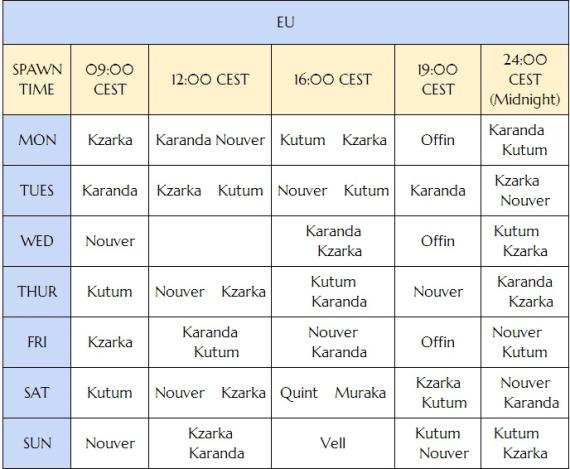 EU
SPAWN TIME 09:00 CEST 12:00 CEST 16:00 CEST 19:00 CEST 24:00 CEST (Midnight)
MON Kzarka Karanda Nouver Kutum Kzarka Offin Karanda Kutum
TUES Karanda Kzarka Kutum Nouver Kutum Karanda Kzarka Nouver
WED Nouver Karanda Kzarka Offin Kutum Kzarka
THUR Kutum Nouver Kzarka Kutum Karanda Nouver Karanda Kzarka
FRI Kzarka Karanda Kutum Nouver Karanda Offin Nouver Kutum
SAT Kutum Nouver Kzarka Quint Muraka Kzarka Kutum Nouver Karanda
SUN Nouver Kzarka Karanda Vell Kutum Nouver Kutum Kzarka